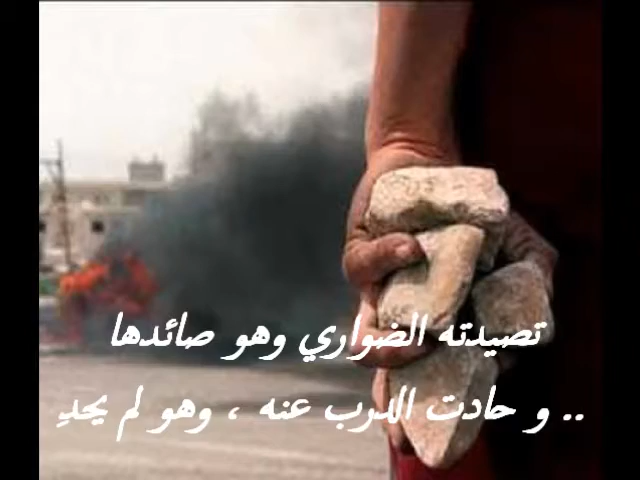 تصيدته الضواري وهو صائدها
.. و حادت الدرب عنه ، وهو لم يحدِ